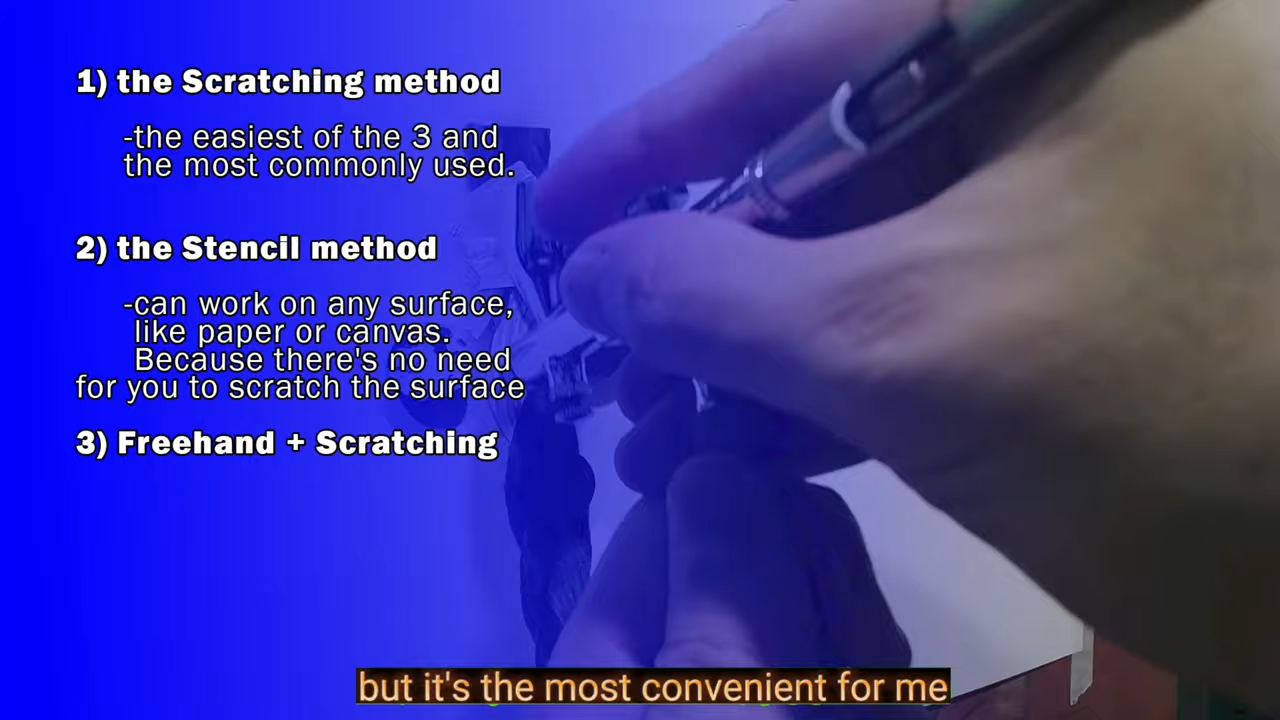 1) the Scratching method
-the easiest of the 3 and
the most commonly used.
2) the Stencil method
-can work on any surface,
like paper or canvas.
Because there's no need
for you to scratch the surface
3) Freehand + Scratching
but it's the most convenient for me